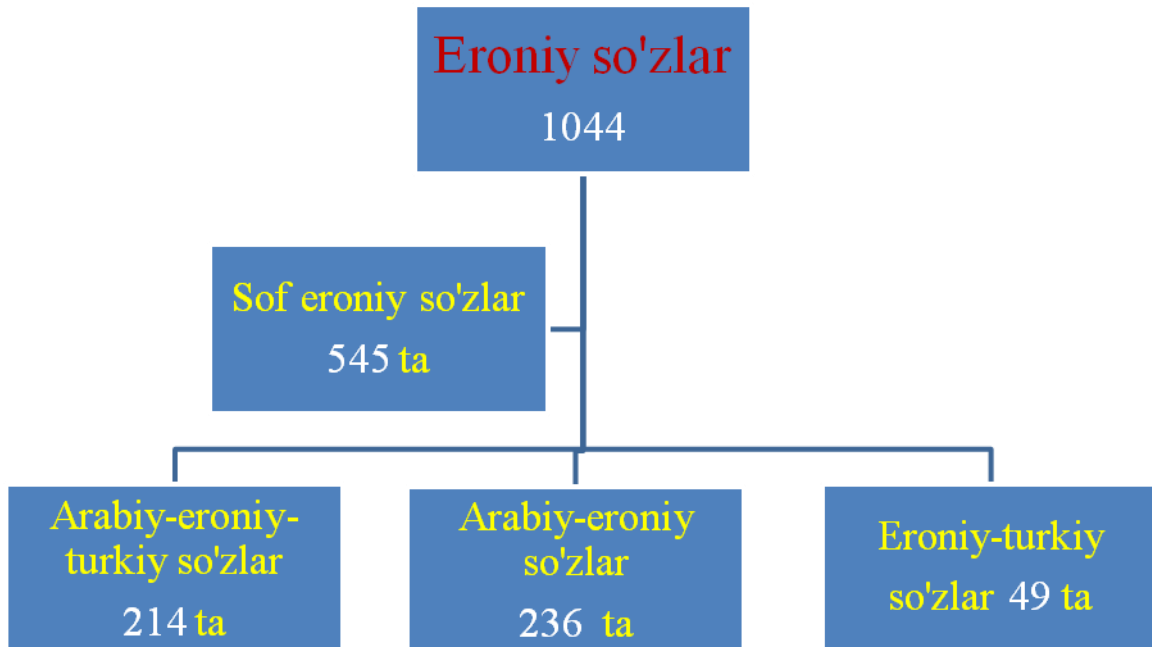 Eroniy so'zlar
1044
Sof eroniy so'zlar
545 ta
Arabiy-eroniy-
turkiy so'zlar
214 ta
Arabiy-eroniy
so'zlar
236 ta
Eroniy-turkiy
so'zlar 49 ta